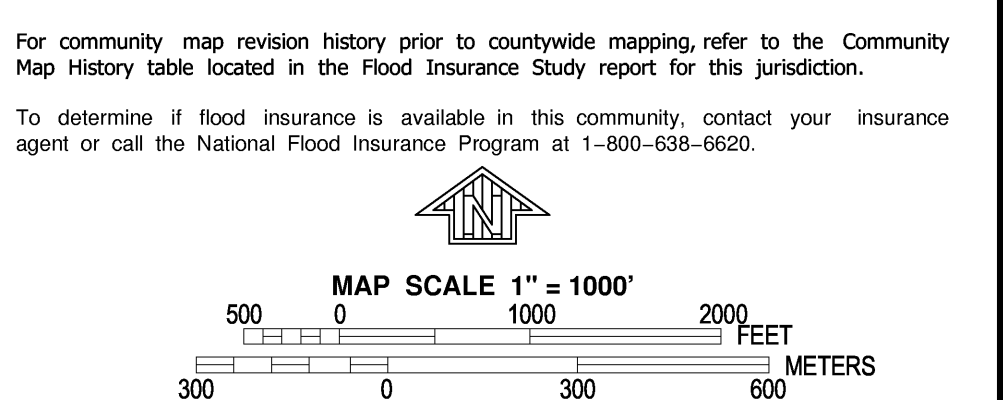 For community map revision history prior to countywide mapping, refer to the Community
Map History table located in the Flood Insurance Study report for this jurisdiction.
To determine if flood insurance is available in this community, contact your insurance
agent or call the National Flood Insurance Program at 1–800–638–6620.
N
MAP SCALE 1" = 1000'
500 0 1000 2000
FEET
METERS
300 0 300 600